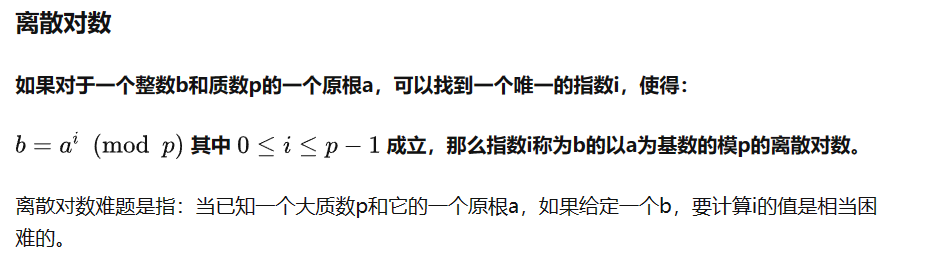 离散对数
如果对于一个整数b和质数p的一个原根a，可以找到一个唯一的指数i，使得：
b = a^i (mod p) 其中 0 ≤ i ≤ p − 1 成立，那么指数i称为b的以a为基数的模p的离散对数。
离散对数难题是指：当已知一个大质数p和它的一个原根a，如果给定一个b，要计算i的值是相当困
难的。